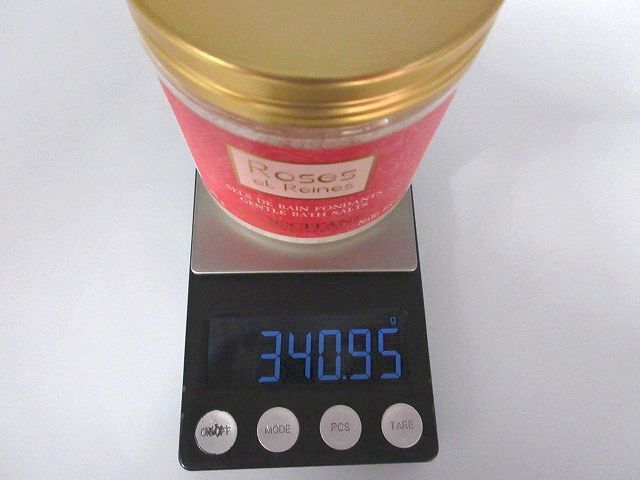 Roses
et Reines
SELS DE BAIN FONDANTS
GENTLE BATH SALTS
g
340.95
ON/OFF
MODE
PCS
TARE